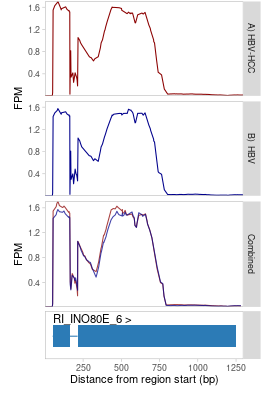 1.6
1.2
0.8
0.4
FPM
A) HBV-HCC
1.6
1.2
0.8
0.4
B) HBV
1.6
1.2
0.8
0.4
FPM
Combined
RI_INO80E_6 >
250 500 750 1000 1250
Distance from region start (bp)